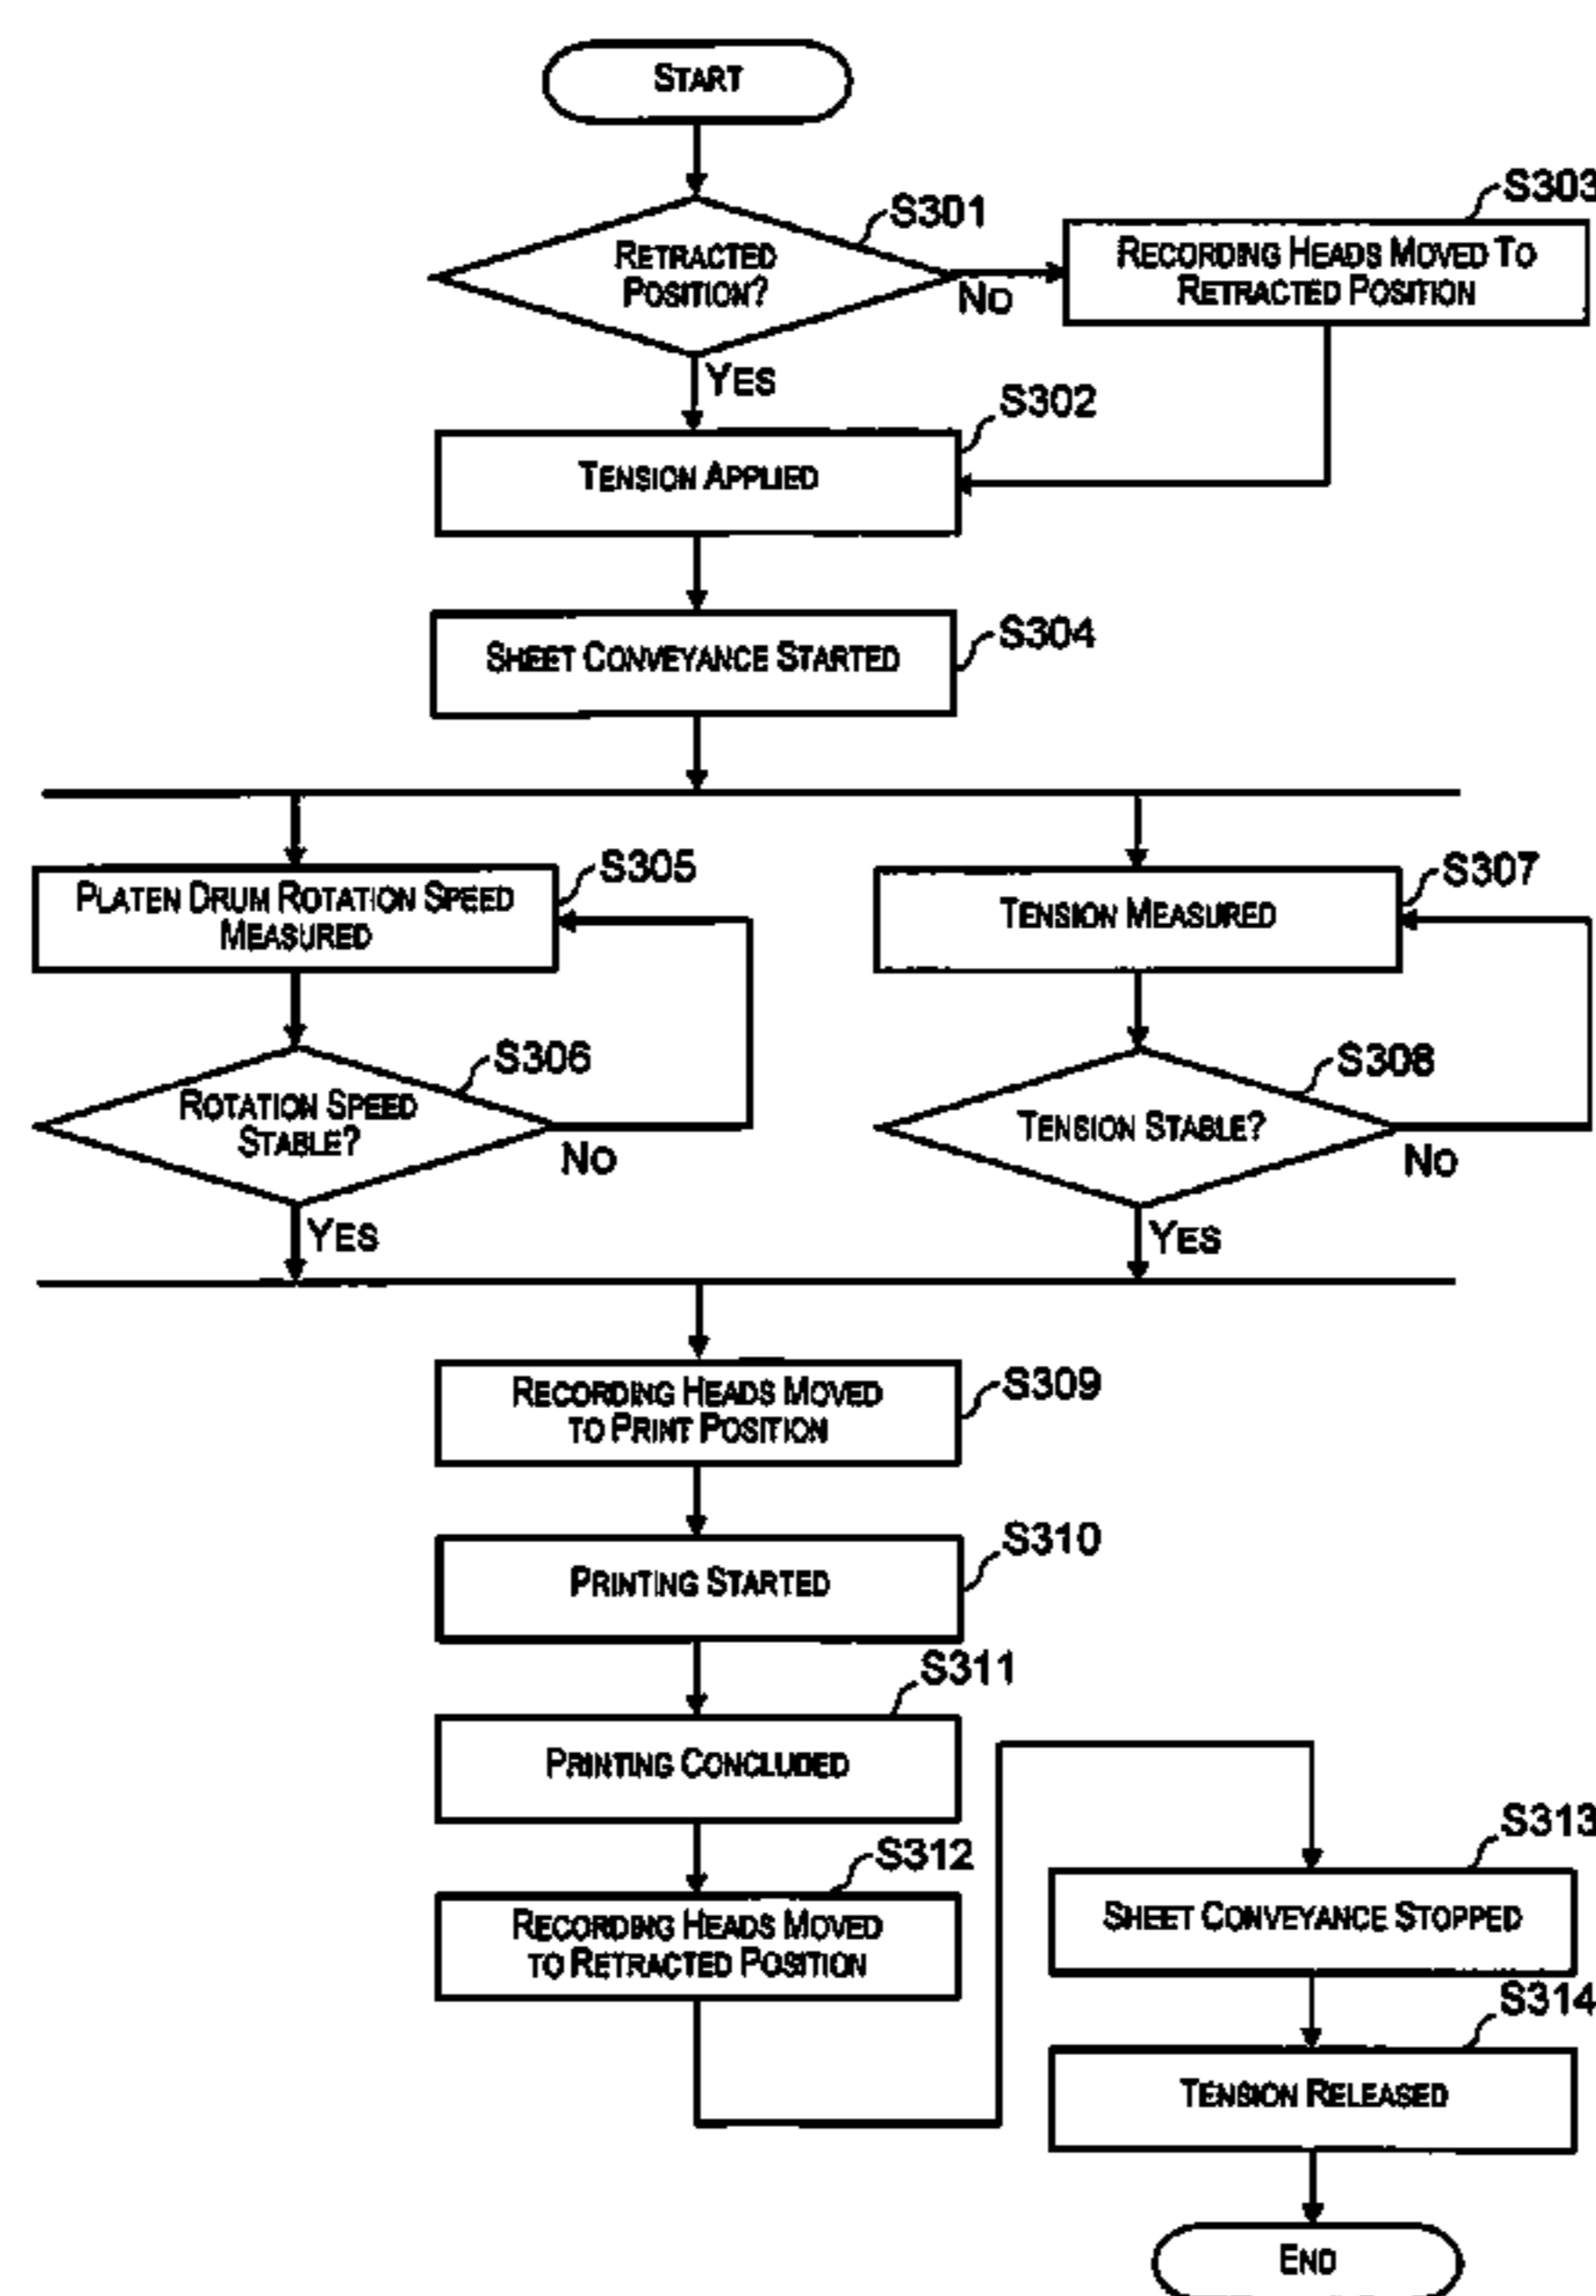 START
S301
RETRACTED
POSITION?
NO
S303
RECORDING HEADS MOVED TO
RETRACTED POSITION
YES
S302
TENSION APPLIED
S304
SHEET CONVEYANCE STARTED
S305
PLATEN DRUM ROTATION SPEED
MEASURED
S307
TENSION MEASURED
S306
ROTATION SPEED
STABLE?
NO
YES
S308
TENSION STABLE?
NO
YES
S309
RECORDING HEADS MOVED
TO PRINT POSITION
S310
PRINTING STARTED
S311
PRINTING CONCLUDED
S312
RECORDING HEADS MOVED
TO RETRACTED POSITION
S313
SHEET CONVEYANCE STOPPED
S314
TENSION RELEASED
END